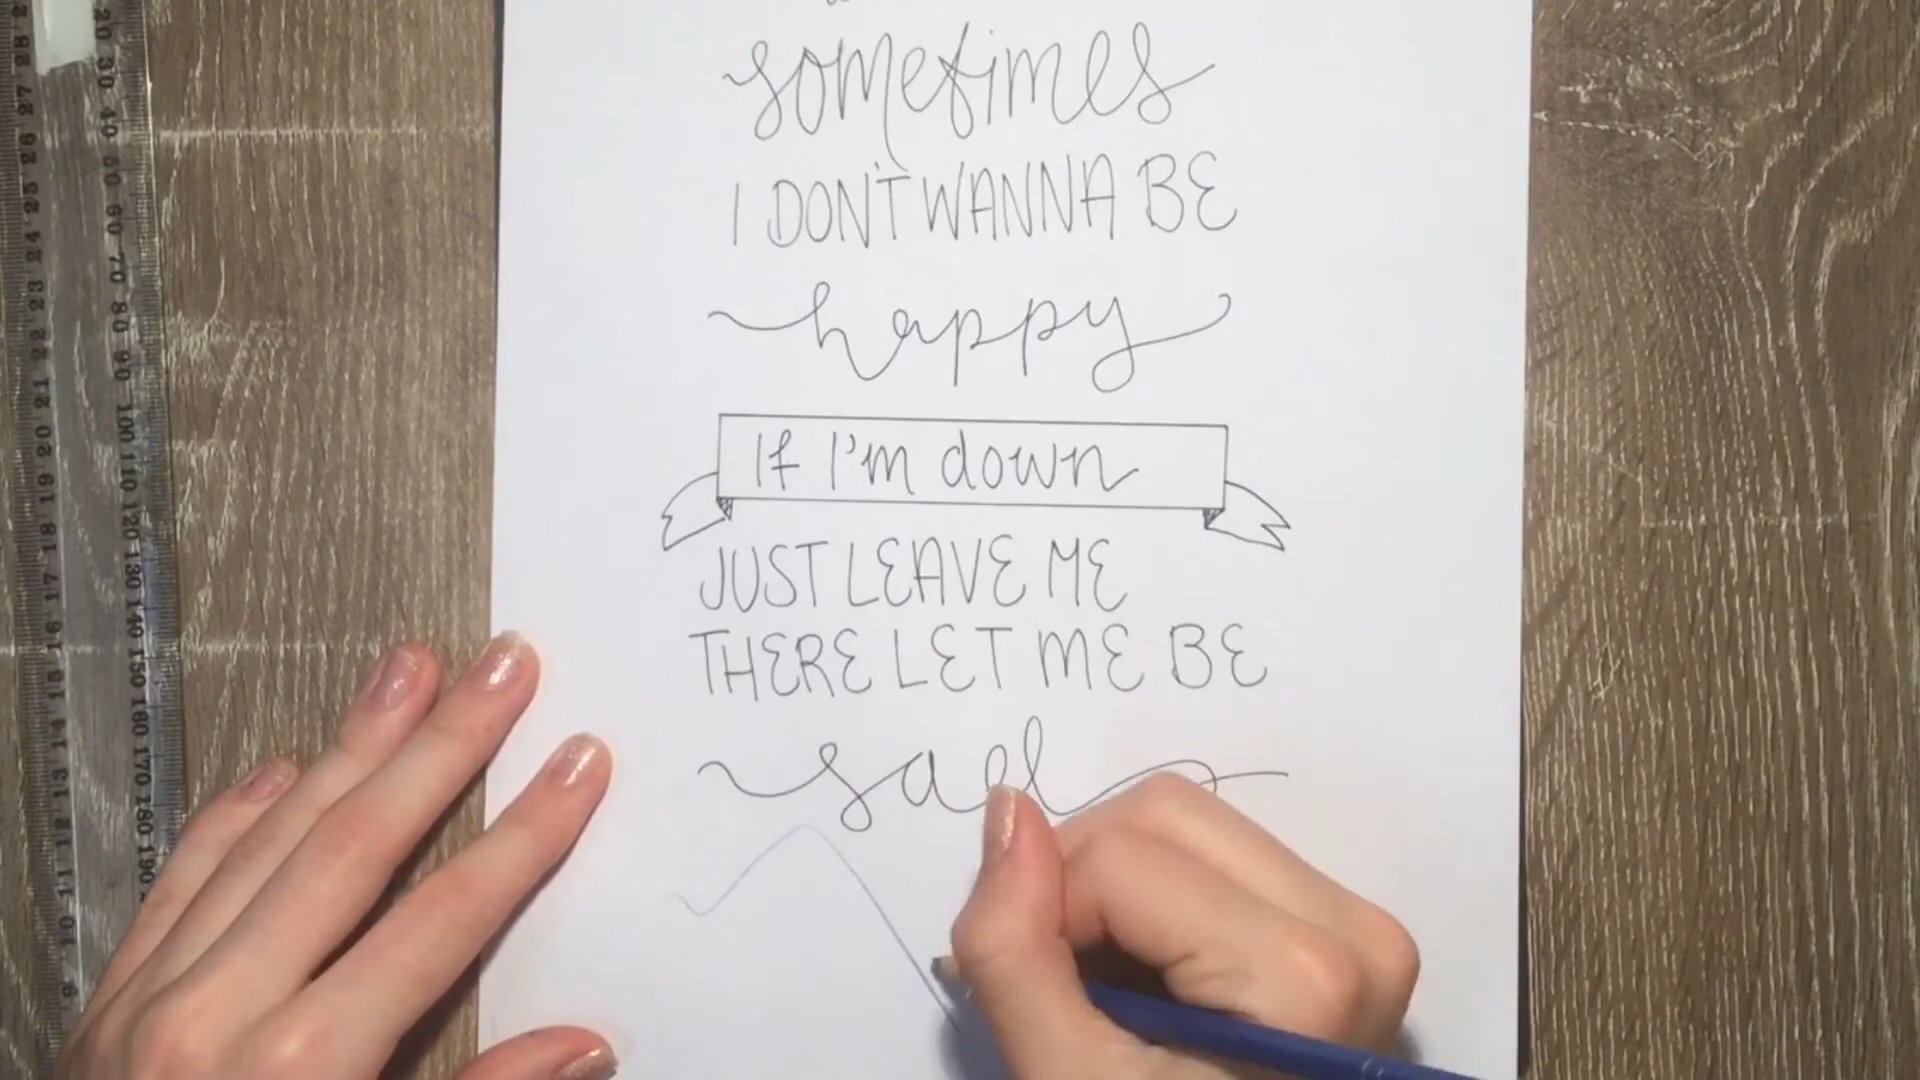 sometimes
I DON'T WANNA BE
happy
If I'm down
JUST LEAVE ME
THERE LET ME BE
sad